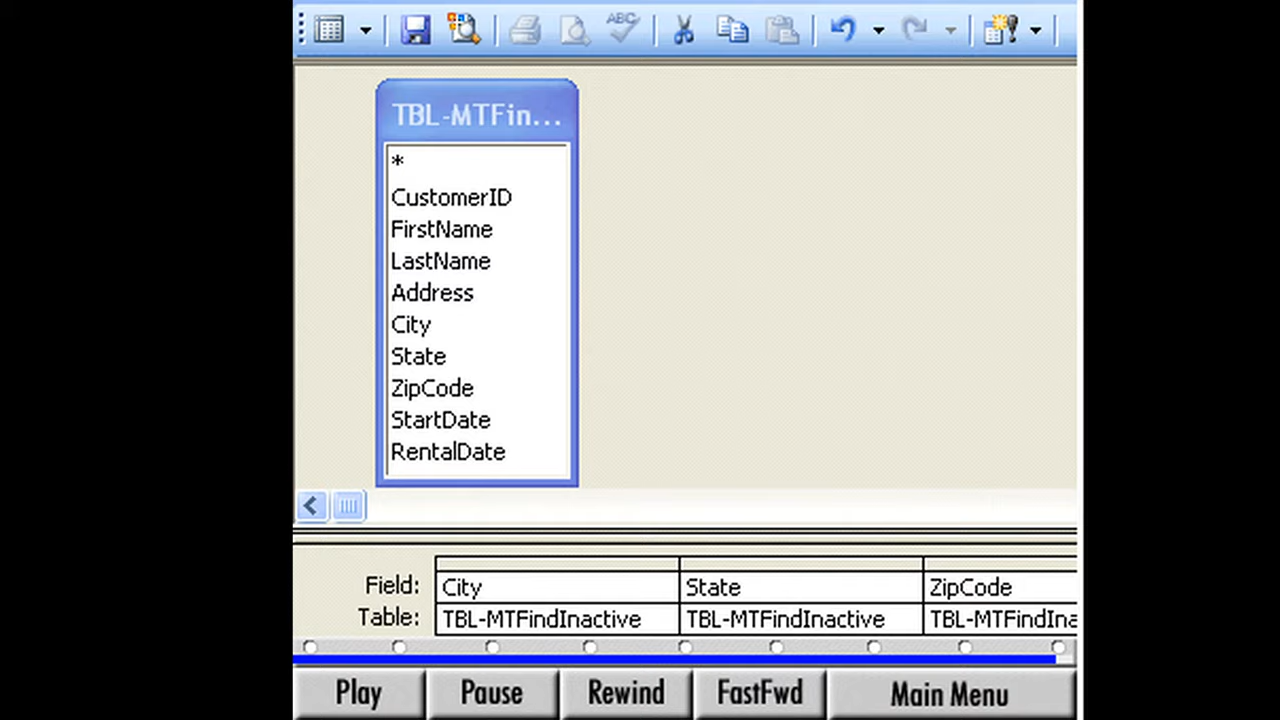 ABC
TBL-MTFin...
*
CustomerID
FirstName
LastName
Address
City
State
ZipCode
StartDate
RentalDate
Field: City State ZipCode
Table: TBL-MTFindInactive TBL-MTFindInactive TBL-MTFindIna
Play Pause Rewind FastFwd Main Menu